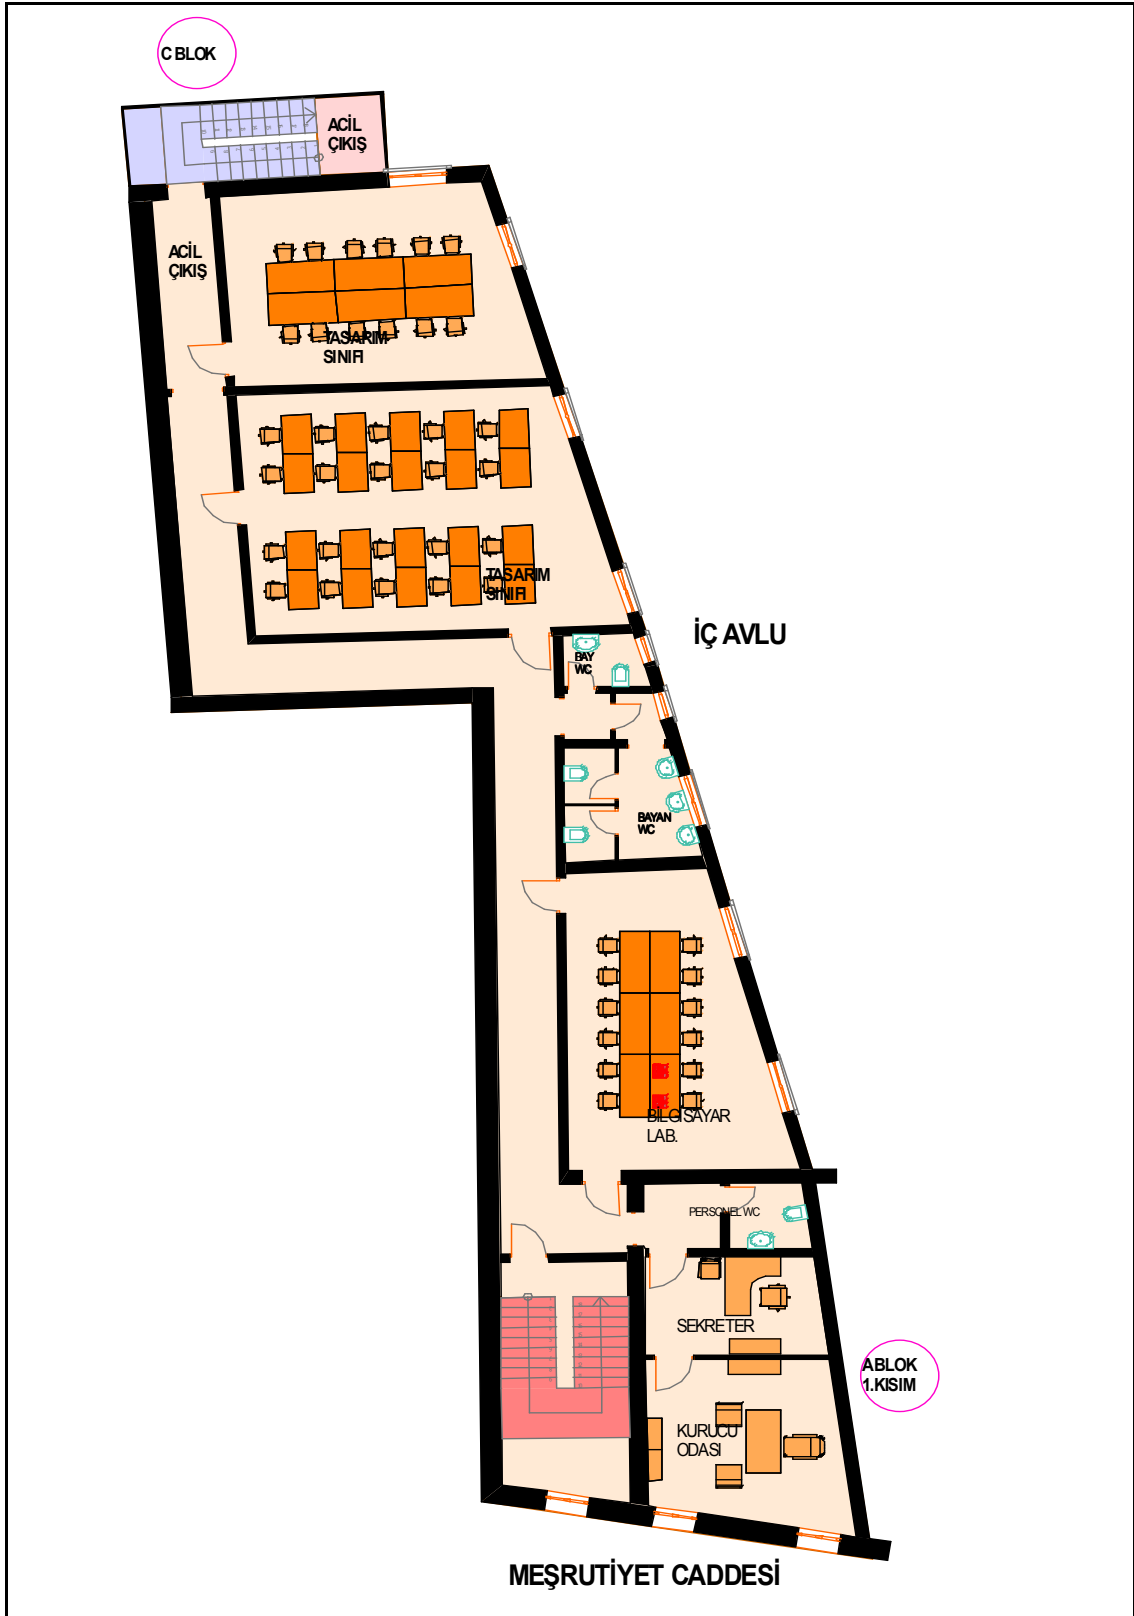 C BLOK
ACİL
ÇIKIŞ
ACİL
ÇIKIŞ
TASARIM
SINIFI
TASARIM
SINIFI
İÇ AVLU
BAY
WC
BAYAN
WC
BİLGİSAYAR
LAB.
PERSONEL WC
SEKRETER
A BLOK
1.KISIM
KURUCU
ODASI
MEŞRUTİYET CADDESİ